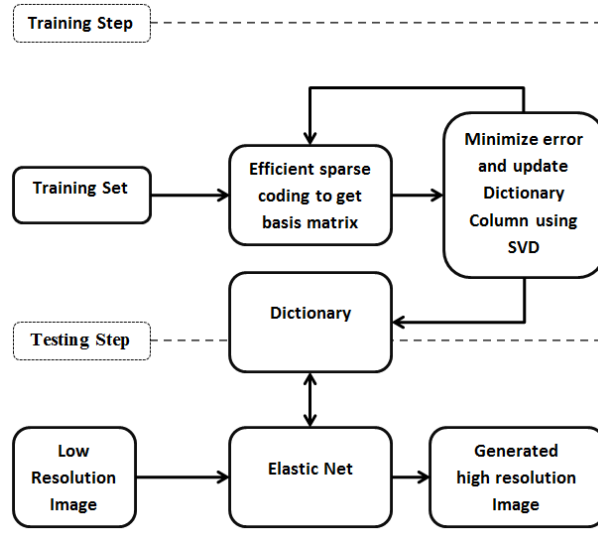 Training Step
Training Set
Efficient sparse
coding to get
basis matrix
Minimize error
and update
Dictionary
Column using
SVD
Dictionary
Testing Step
Low
Resolution
Image
Elastic Net
Generated
high resolution
Image